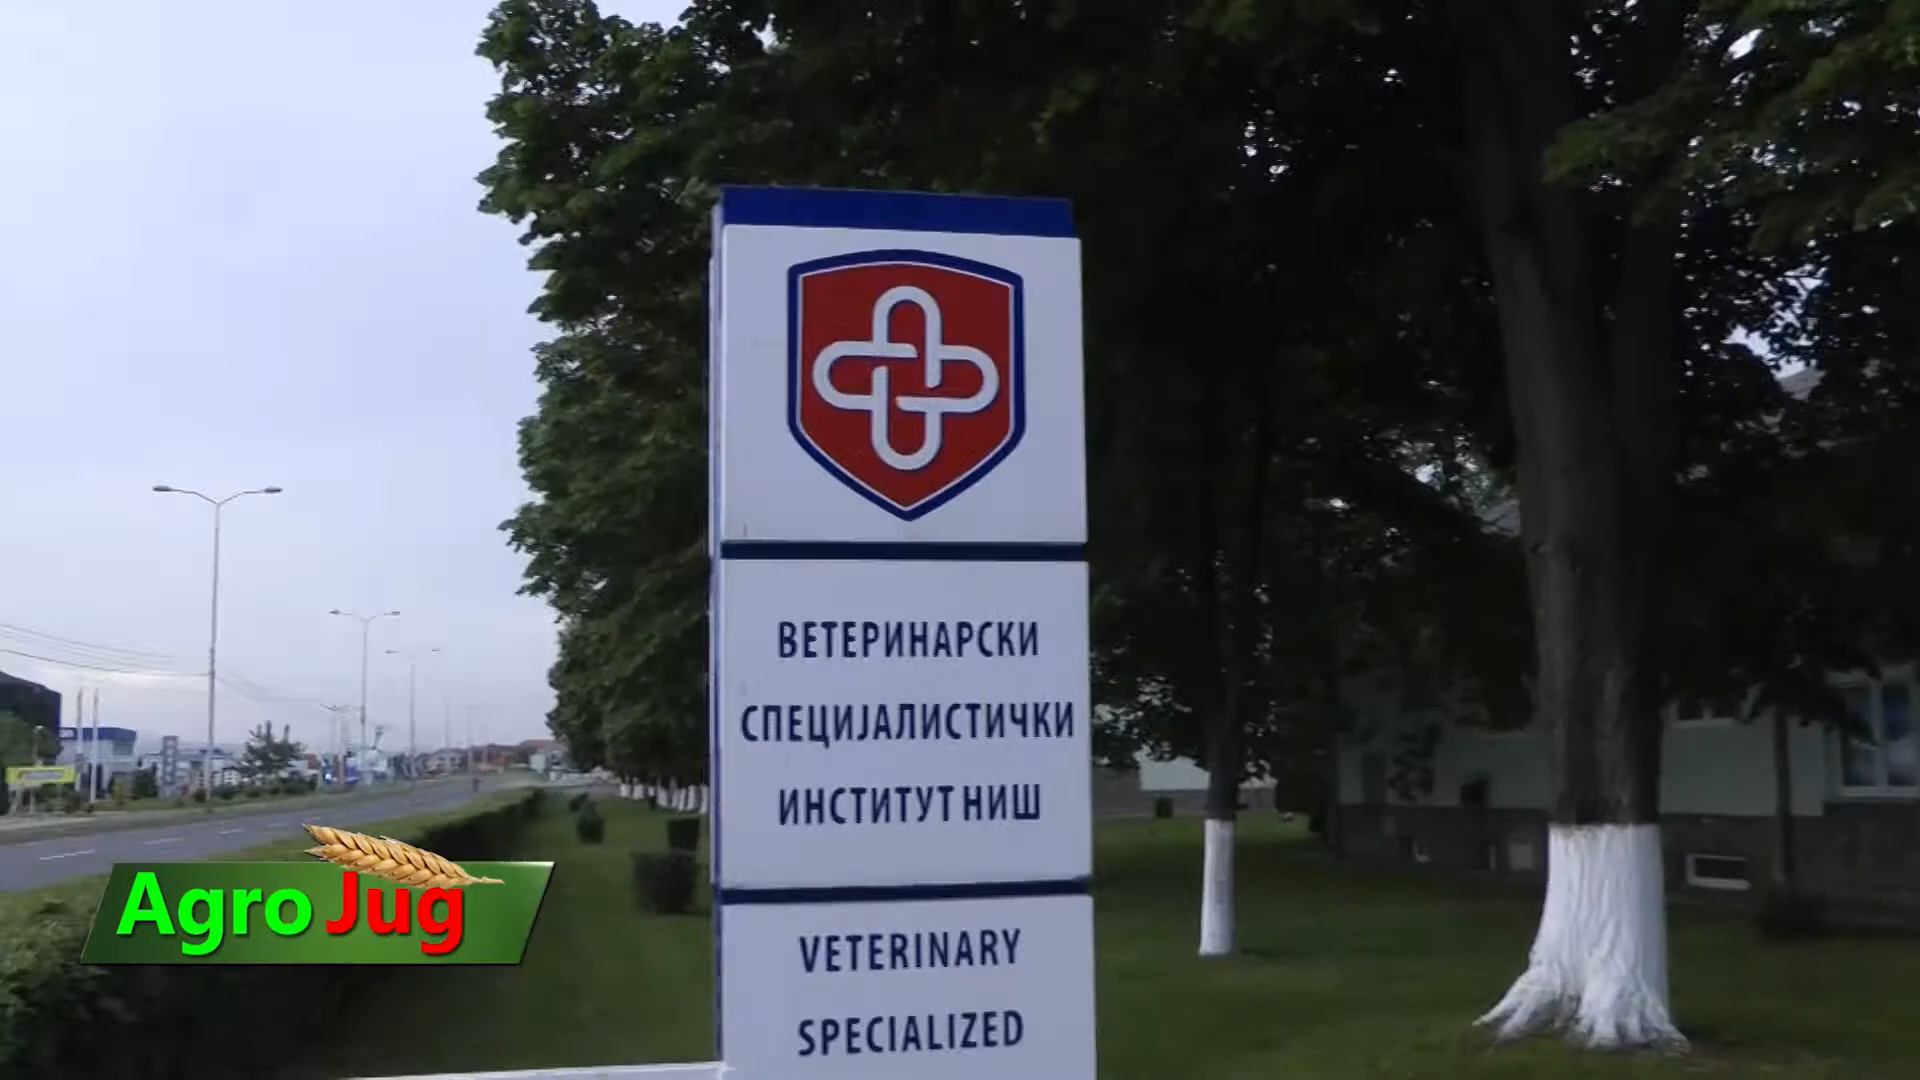 ВЕТЕРИНАРСКИ
СПЕЦИЈАЛИСТИЧКИ
ИНСТИТУТ НИШ
VETERINARY
SPECIALIZED
Agro Jug